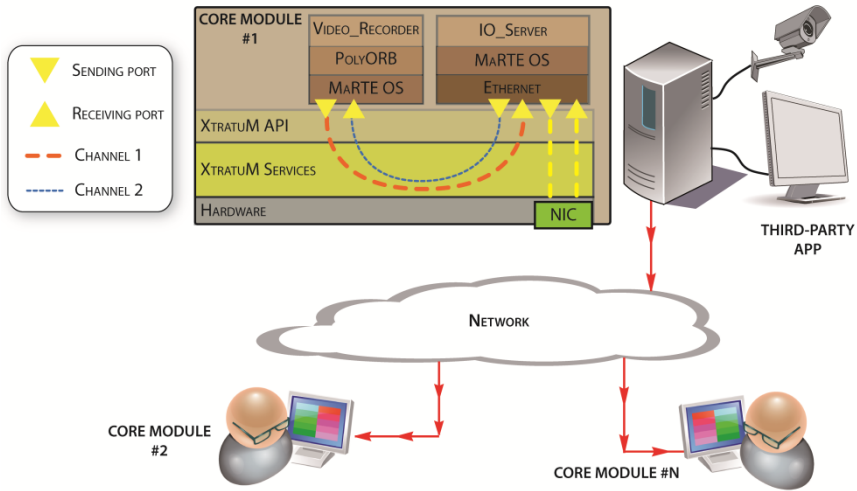 CORE MODULE
#1
VIDEO_RECORDER
POLYORB
MARTE OS
IO_SERVER
MARTE OS
ETHERNET
XTRATUM API
XTRATUM SERVICES
HARDWARE
NIC
SENDING PORT
RECEIVING PORT
CHANNEL 1
CHANNEL 2
THIRD-PARTY
APP
NETWORK
CORE MODULE
#2
CORE MODULE #N